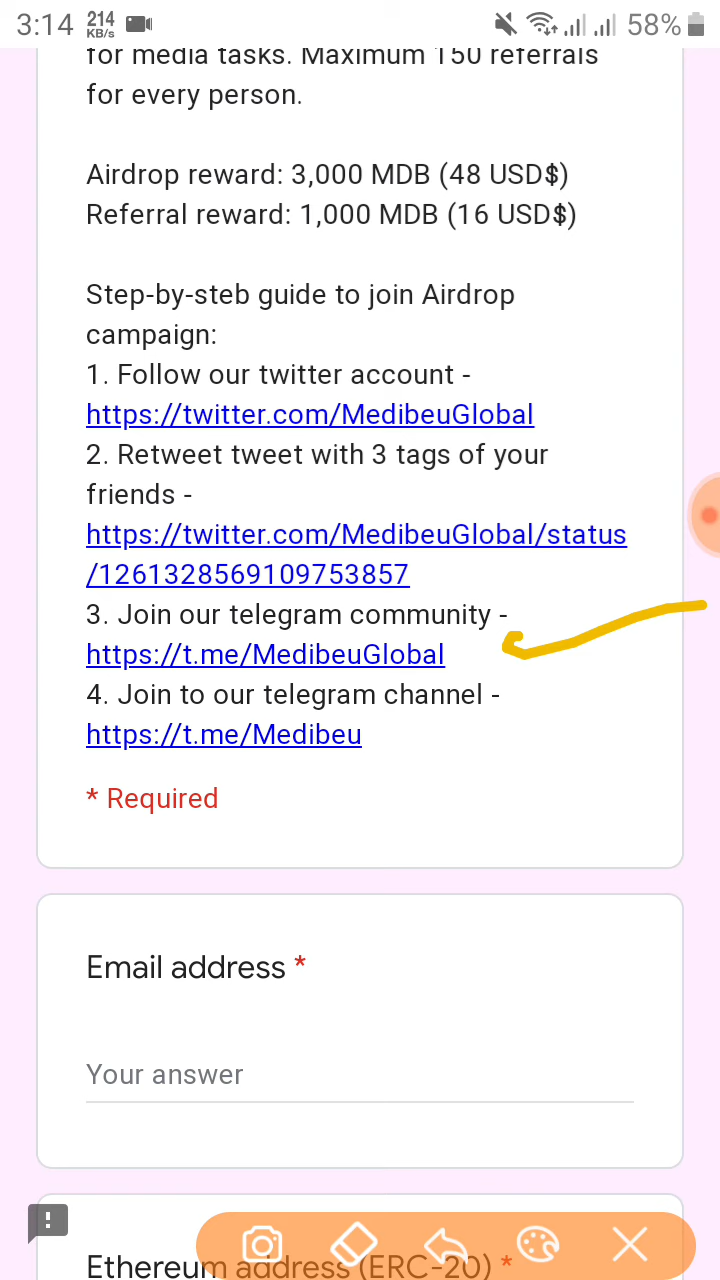 3:14 214 KB/s 58%
for media tasks. Maximum 150 referrals
for every person.
Airdrop reward: 3,000 MDB (48 USD$)
Referral reward: 1,000 MDB (16 USD$)
Step-by-steb guide to join Airdrop
campaign:
1. Follow our twitter account -
https://twitter.com/MedibeuGlobal
2. Retweet tweet with 3 tags of your
friends -
https://twitter.com/MedibeuGlobal/status
/1261328569109753857
3. Join our telegram community -
https://t.me/MedibeuGlobal
4. Join to our telegram channel -
https://t.me/Medibeu
* Required
Email address *
Your answer
Ethereum address (ERC-20) *